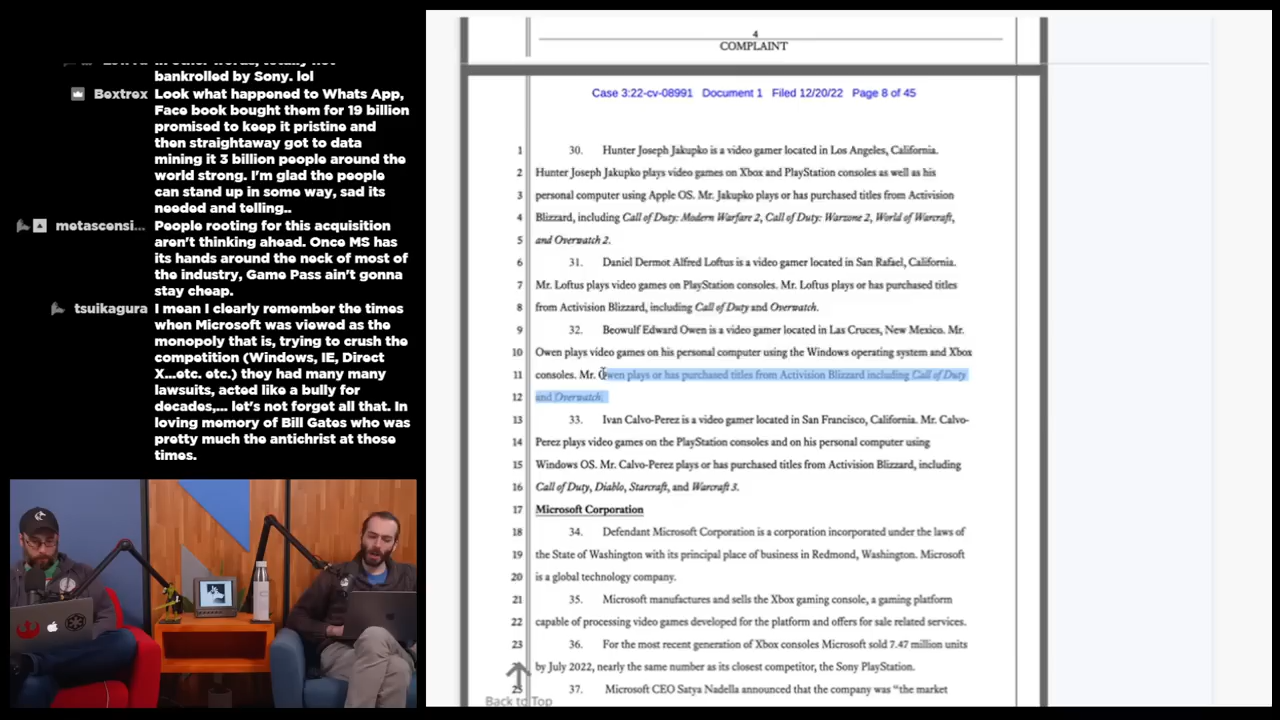 bankrolled by Sony. lol
Bextrex Look what happened to Whats App,
Face book bought them for 19 billion
promised to keep it pristine and
then straightaway got to data
mining it 3 billion people around the
world strong. I'm glad the people
can stand up in some way, sad its
needed and telling..
metascensi... People rooting for this acquisition
aren't thinking ahead. Once MS has
its hands around the neck of most of
the industry, Game Pass ain't gonna
stay cheap.
tsuikagura I mean I clearly remember the times
when Microsoft was viewed as the
monopoly that is, trying to crush the
competition (Windows, IE, Direct
X...etc. etc.) they had many many
lawsuits, acted like a bully for
decades,... let's not forget all that. In
loving memory of Bill Gates who was
pretty much the antichrist at those
times.
4
COMPLAINT
Case 3:22-cv-08991 Document 1 Filed 12/20/22 Page 8 of 45
1 30. Hunter Joseph Jakupko is a video gamer located in Los Angeles, California.
2 Hunter Joseph Jakupko plays video games on Xbox and PlayStation consoles as well as his
3 personal computer using Apple OS. Mr. Jakupko plays or has purchased titles from Activision
4 Blizzard, including Call of Duty: Modern Warfare 2, Call of Duty: Warzone 2, World of Warcraft,
5 and Overwatch 2.
6 31. Daniel Dermot Alfred Loftus is a video gamer located in San Rafael, California.
7 Mr. Loftus plays video games on PlayStation consoles. Mr. Loftus plays or has purchased titles
8 from Activision Blizzard, including Call of Duty and Overwatch.
9 32. Beowulf Edward Owen is a video gamer located in Las Cruces, New Mexico. Mr.
10 Owen plays video games on his personal computer using the Windows operating system and Xbox
11 consoles. Mr. Owen plays or has purchased titles from Activision Blizzard including Call of Duty
12 and Overwatch.
13 33. Ivan Calvo-Perez is a video gamer located in San Francisco, California. Mr. Calvo-
14 Perez plays video games on the PlayStation consoles and on his personal computer using
15 Windows OS. Mr. Calvo-Perez plays or has purchased titles from Activision Blizzard, including
16 Call of Duty, Diablo, Starcraft, and Warcraft 3.
17 Microsoft Corporation
18 34. Defendant Microsoft Corporation is a corporation incorporated under the laws of
19 the State of Washington with its principal place of business in Redmond, Washington. Microsoft
20 is a global technology company.
21 35. Microsoft manufactures and sells the Xbox gaming console, a gaming platform
22 capable of processing video games developed for the platform and offers for sale related services.
23 36. For the most recent generation of Xbox consoles Microsoft sold 7.47 million units
by July 2022, nearly the same number as its closest competitor, the Sony PlayStation.
25 37. Microsoft CEO Satya Nadella announced that the company was "the market
Back to Top